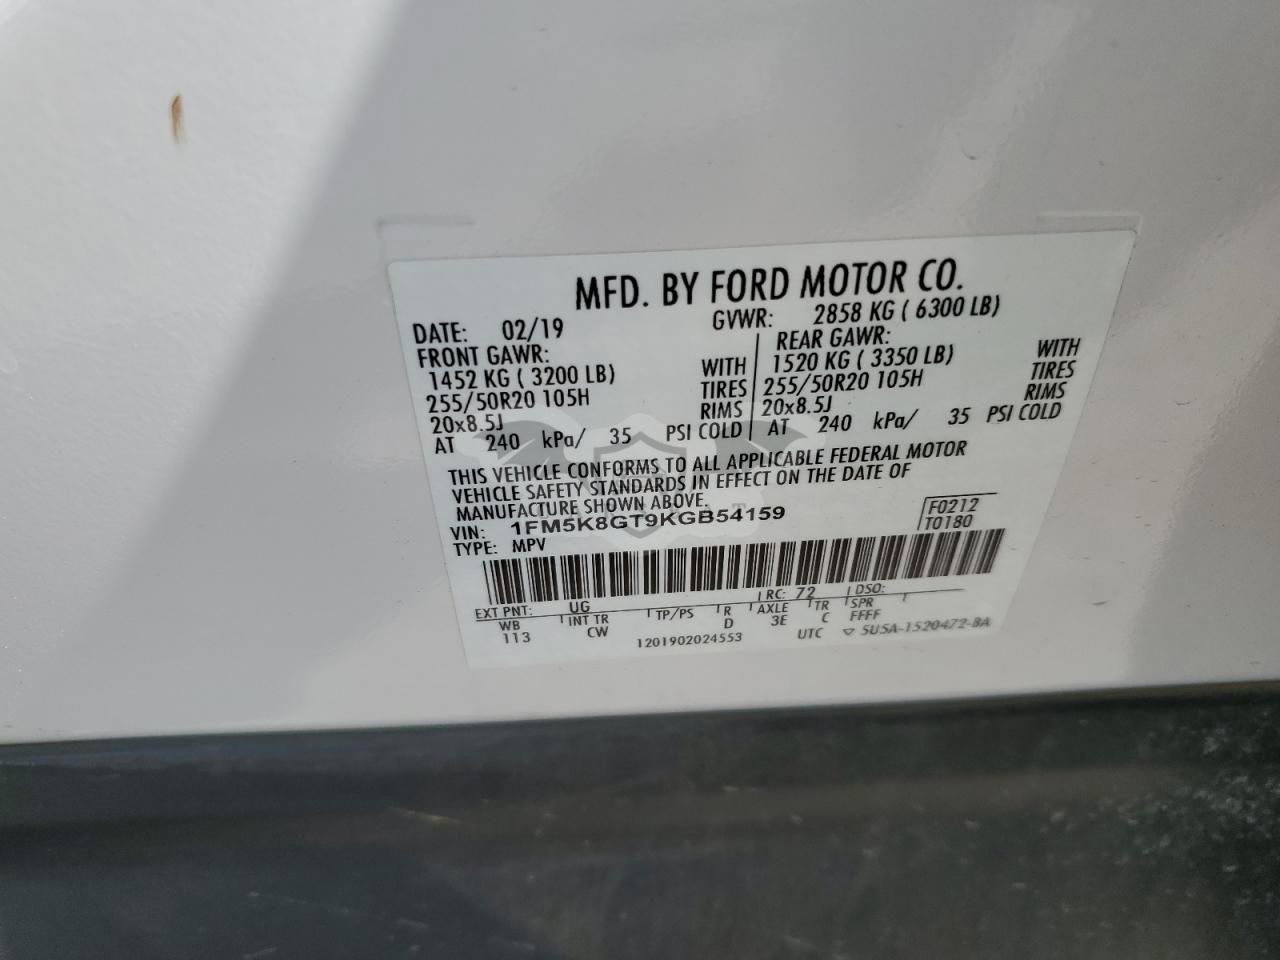 MFD. BY FORD MOTOR CO.
DATE: 02/19 GVWR: 2858 KG ( 6300 LB)
FRONT GAWR: REAR GAWR:
1452 KG ( 3200 LB) WITH 1520 KG ( 3350 LB) WITH
255/50R20 105H TIRES 255/50R20 105H TIRES
20x8.5J RIMS 20x8.5J RIMS
AT 240 kPa/ 35 PSI COLD AT 240 kPa/ 35 PSI COLD
THIS VEHICLE CONFORMS TO ALL APPLICABLE FEDERAL MOTOR
VEHICLE SAFETY STANDARDS IN EFFECT ON THE DATE OF
MANUFACTURE SHOWN ABOVE.
VIN: 1FM5K8GT9KGB54159 F0212
TYPE: MPV T0180
EXT PNT: UG RC: 72 DSO:
WB INT TR TP/PS R AXLE TR SPR
113 CW D 3E C FFFF
1201902024553 UTC ▽ 5U5A-1520472-BA